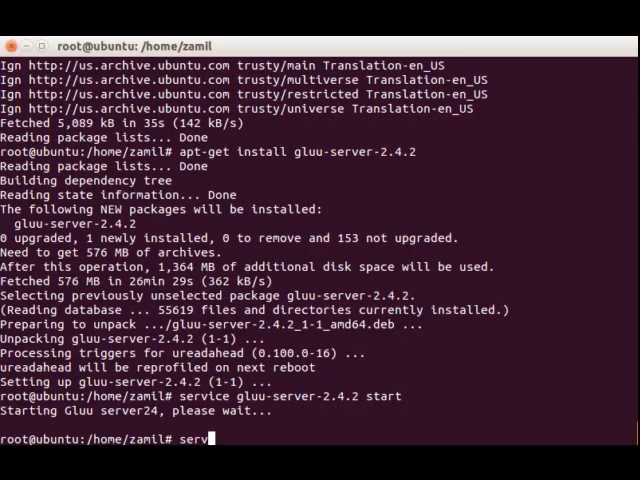 root@ubuntu: /home/zamil
Ign http://us.archive.ubuntu.com trusty/main Translation-en_US
Ign http://us.archive.ubuntu.com trusty/multiverse Translation-en_US
Ign http://us.archive.ubuntu.com trusty/restricted Translation-en_US
Ign http://us.archive.ubuntu.com trusty/universe Translation-en_US
Fetched 5,089 kB in 35s (142 kB/s)
Reading package lists... Done
root@ubuntu:/home/zamil# apt-get install gluu-server-2.4.2
Reading package lists... Done
Building dependency tree
Reading state information... Done
The following NEW packages will be installed:
  gluu-server-2.4.2
0 upgraded, 1 newly installed, 0 to remove and 153 not upgraded.
Need to get 576 MB of archives.
After this operation, 1,364 MB of additional disk space will be used.
Fetched 576 MB in 26min 29s (362 kB/s)
Selecting previously unselected package gluu-server-2.4.2.
(Reading database ... 55619 files and directories currently installed.)
Preparing to unpack .../gluu-server-2.4.2_1-1_amd64.deb ...
Unpacking gluu-server-2.4.2 (1-1) ...
Processing triggers for ureadahead (0.100.0-16) ...
ureadahead will be reprofiled on next reboot
Setting up gluu-server-2.4.2 (1-1) ...
root@ubuntu:/home/zamil# service gluu-server-2.4.2 start
Starting Gluu server24, please wait...
root@ubuntu:/home/zamil# serv